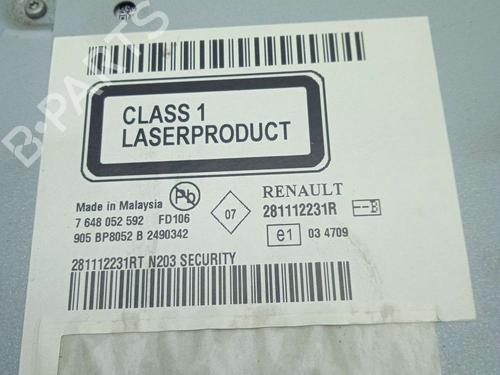 CLASS 1
LASERPRODUCT
Made in Malaysia
Pb
7 648 052 592 FD106
905 BP8052 B 2490342
07
RENAULT
281112231R B
e1 03 4709
281112231RT N203 SECURITY
B-PARTS